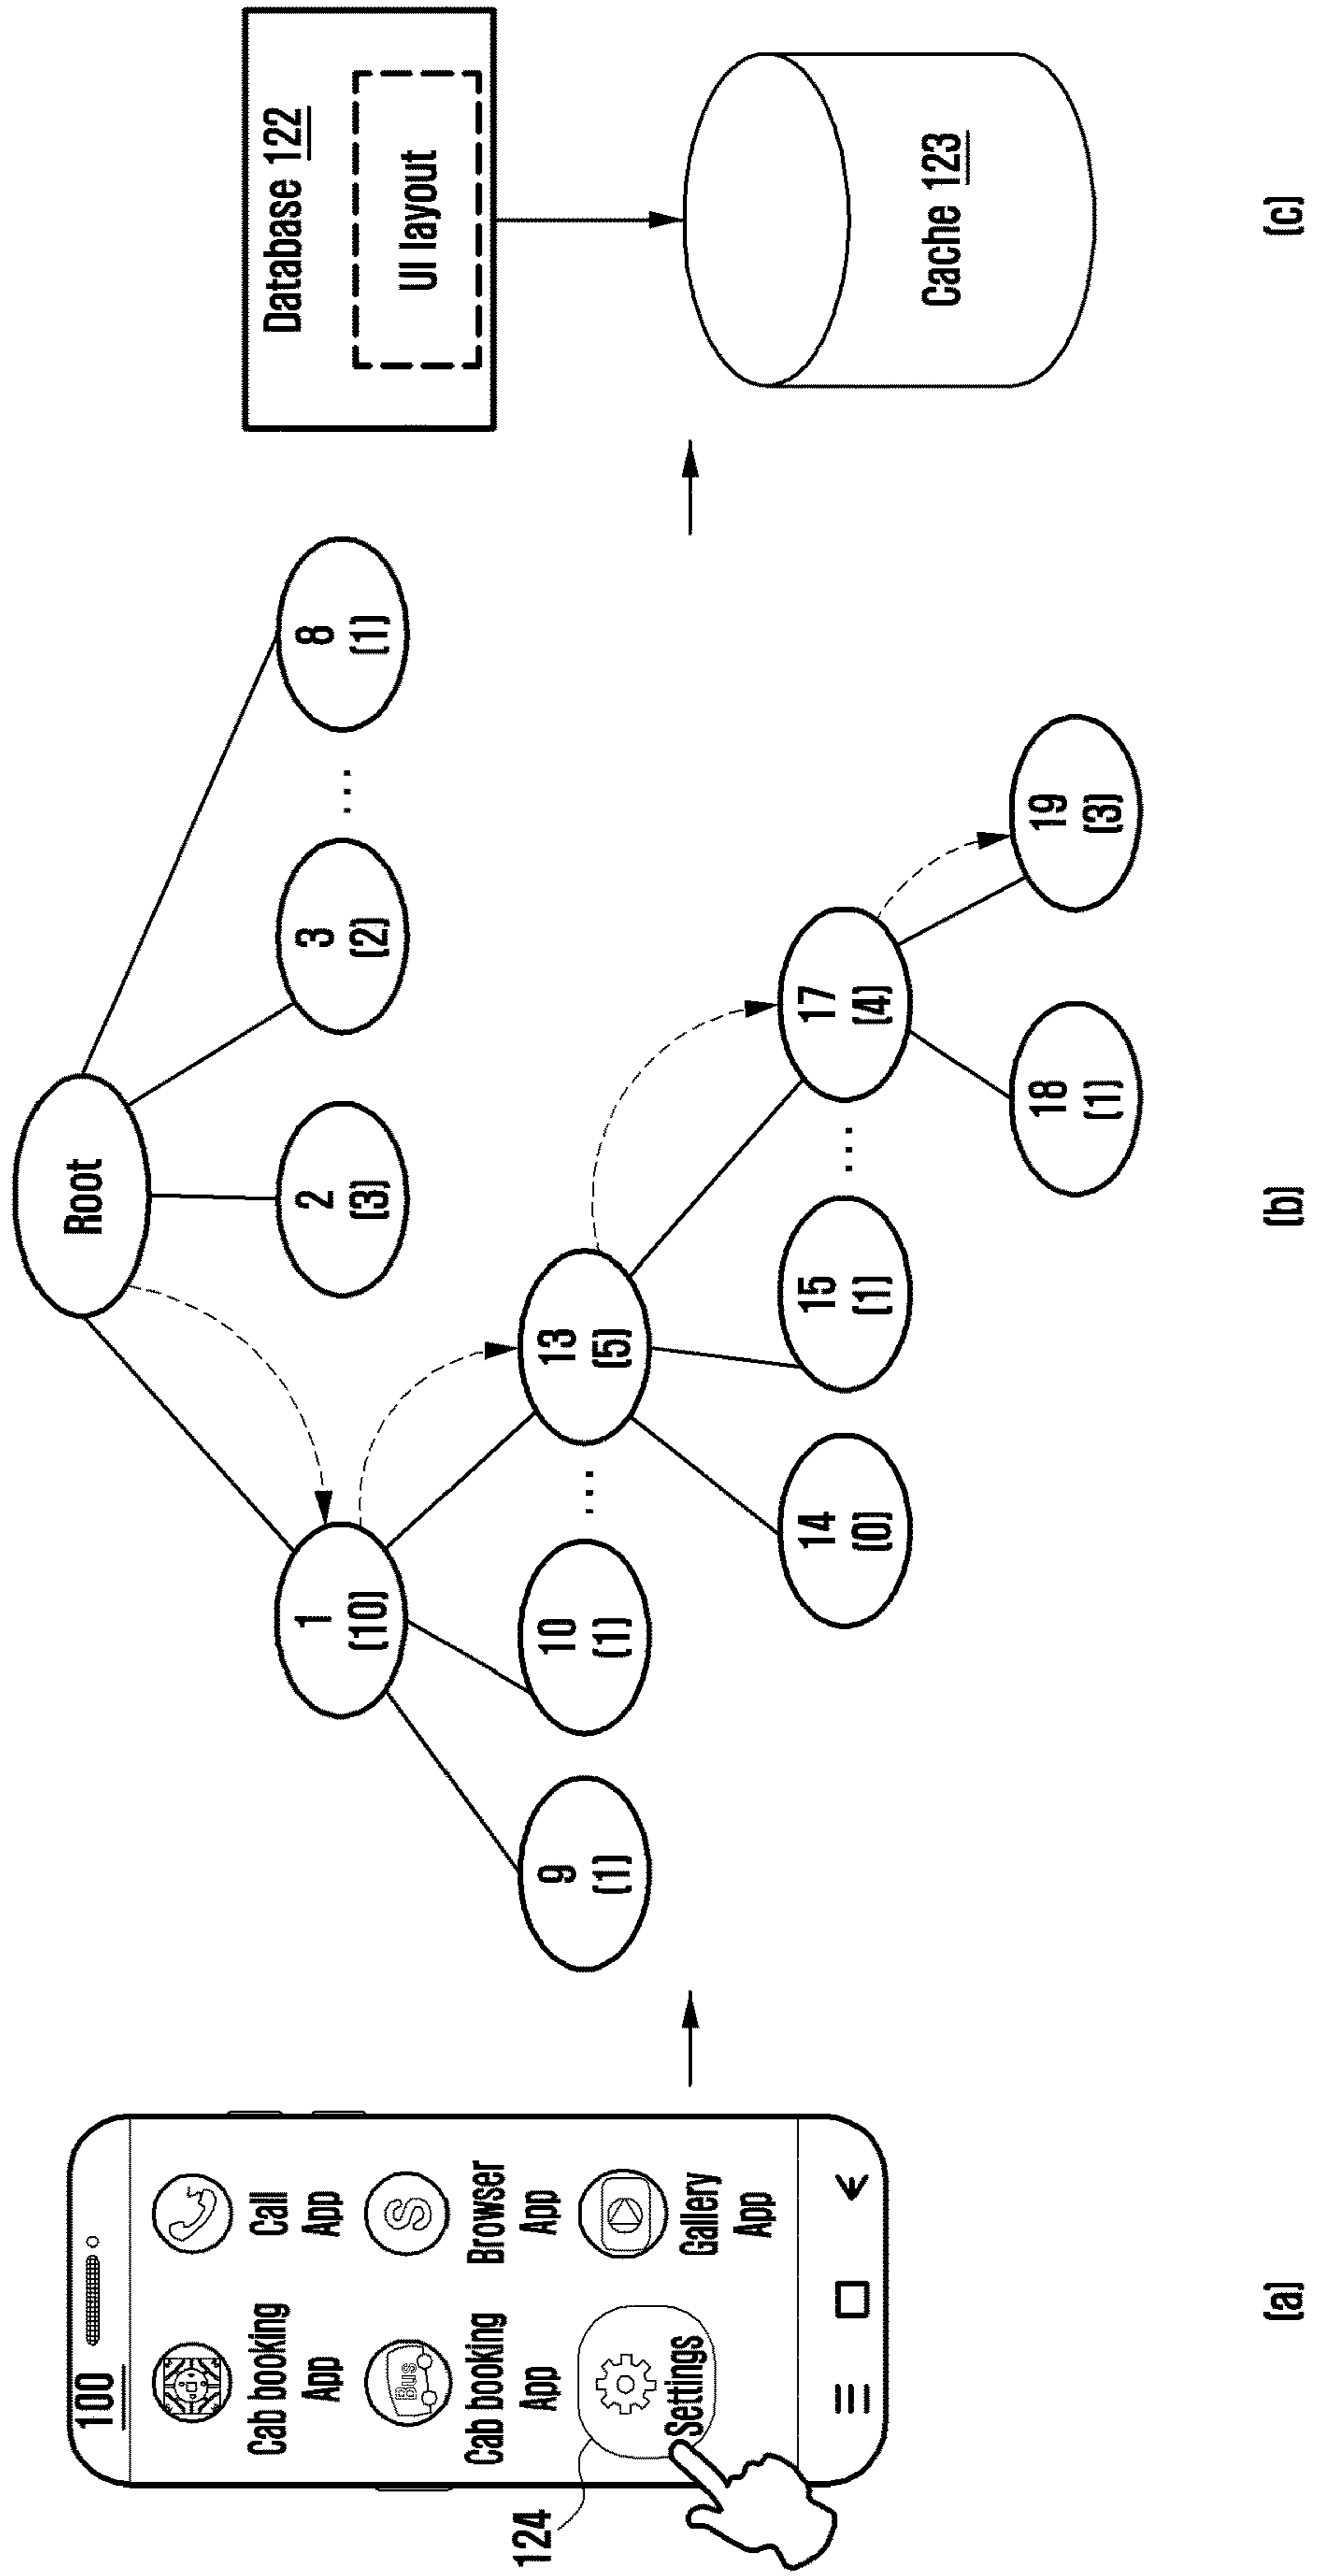 100
Cab booking
App
Call
App
Bus
Cab booking
App
S
Browser
App
Settings
Gallery
App
124
(a)
Root
1
(10)
2
(3)
3
(2)
...
8
(1)
9
(1)
10
(1)
...
13
(5)
14
(0)
15
(1)
...
17
(4)
18
(1)
19
(3)
(b)
Database 122
UI layout
Cache 123
(c)